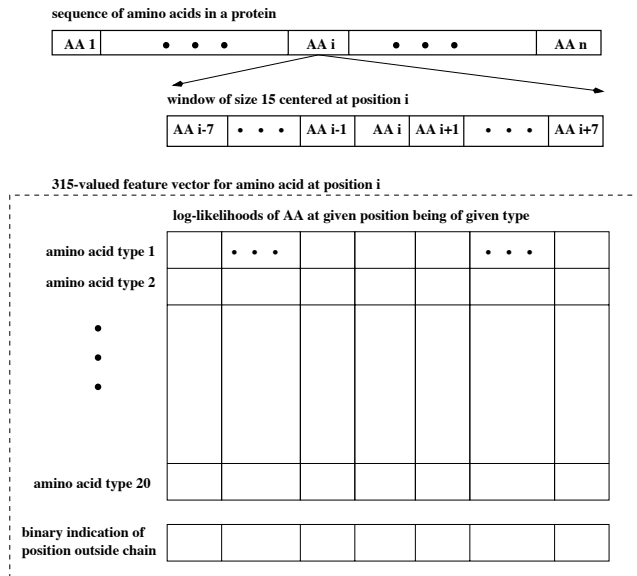 sequence of amino acids in a protein
AA 1 • • • AA i • • • AA n
window of size 15 centered at position i
AA i-7 • • • AA i-1 AA i AA i+1 • • • AA i+7
315-valued feature vector for amino acid at position i
log-likelihoods of AA at given position being of given type
amino acid type 1 • • • • • •
amino acid type 2
•
•
•
amino acid type 20
binary indication of
position outside chain